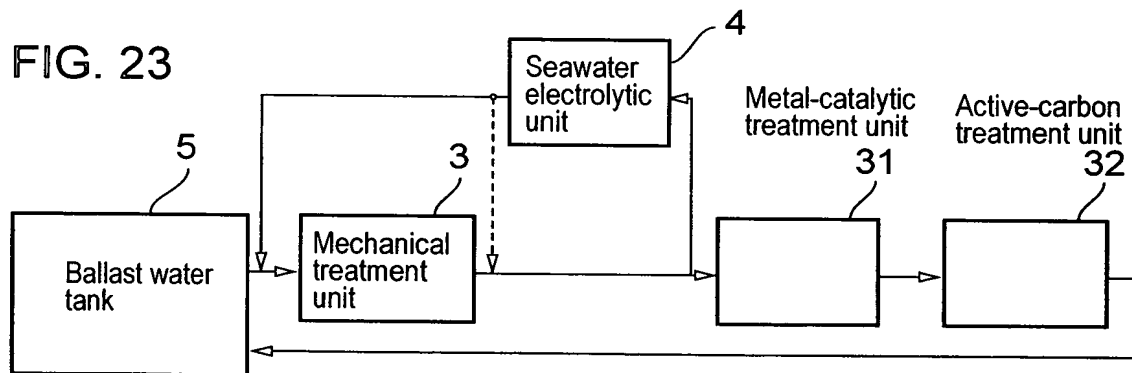 FIG. 23
4
Seawater
electrolytic
unit
Metal-catalytic
treatment unit
31
Active-carbon
treatment unit
32
5
3
Ballast water
tank
Mechanical
treatment
unit